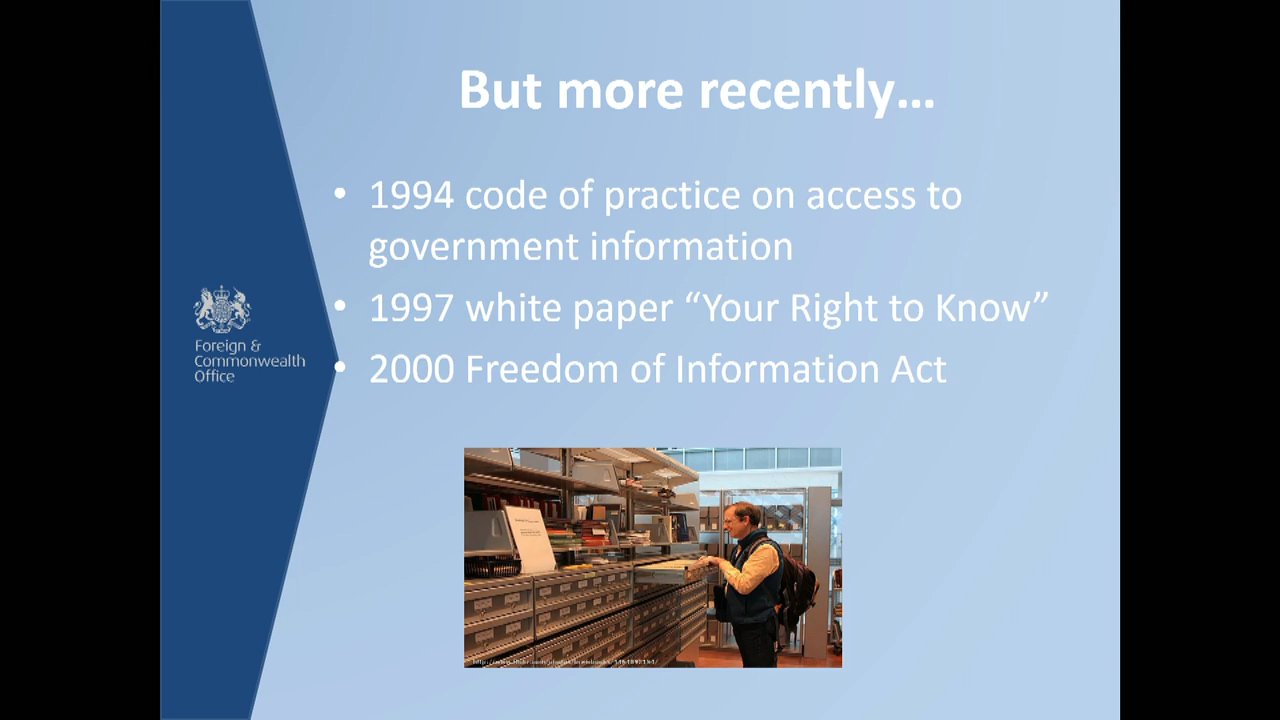 But more recently…
• 1994 code of practice on access to
government information
• 1997 white paper “Your Right to Know”
• 2000 Freedom of Information Act
Foreign &
Commonwealth
Office